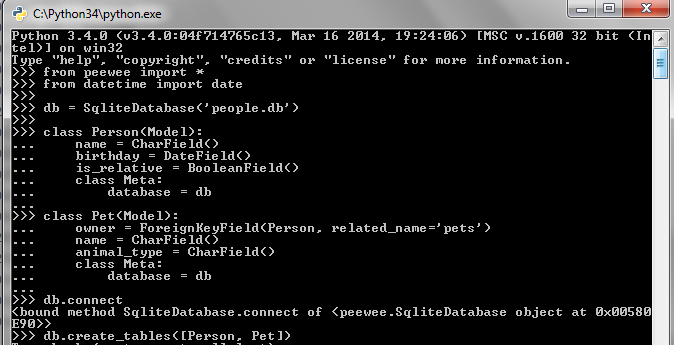 C:\Python34\python.exe
Python 3.4.0 (v3.4.0:04f714765c13, Mar 16 2014, 19:24:06) [MSC v.1600 32 bit (In
tel)] on win32
Type "help", "copyright", "credits" or "license" for more information.
>>> from peewee import *
>>> from datetime import date
>>>
>>> db = SqliteDatabase('people.db')
>>>
>>> class Person(Model):
...     name = CharField()
...     birthday = DateField()
...     is_relative = BooleanField()
...     class Meta:
...         database = db
...
>>> class Pet(Model):
...     owner = ForeignKeyField(Person, related_name='pets')
...     name = CharField()
...     animal_type = CharField()
...     class Meta:
...         database = db
...
>>> db.connect
<bound method SqliteDatabase.connect of <peewee.SqliteDatabase object at 0x00580
E90>>
>>> db.create_tables([Person, Pet])